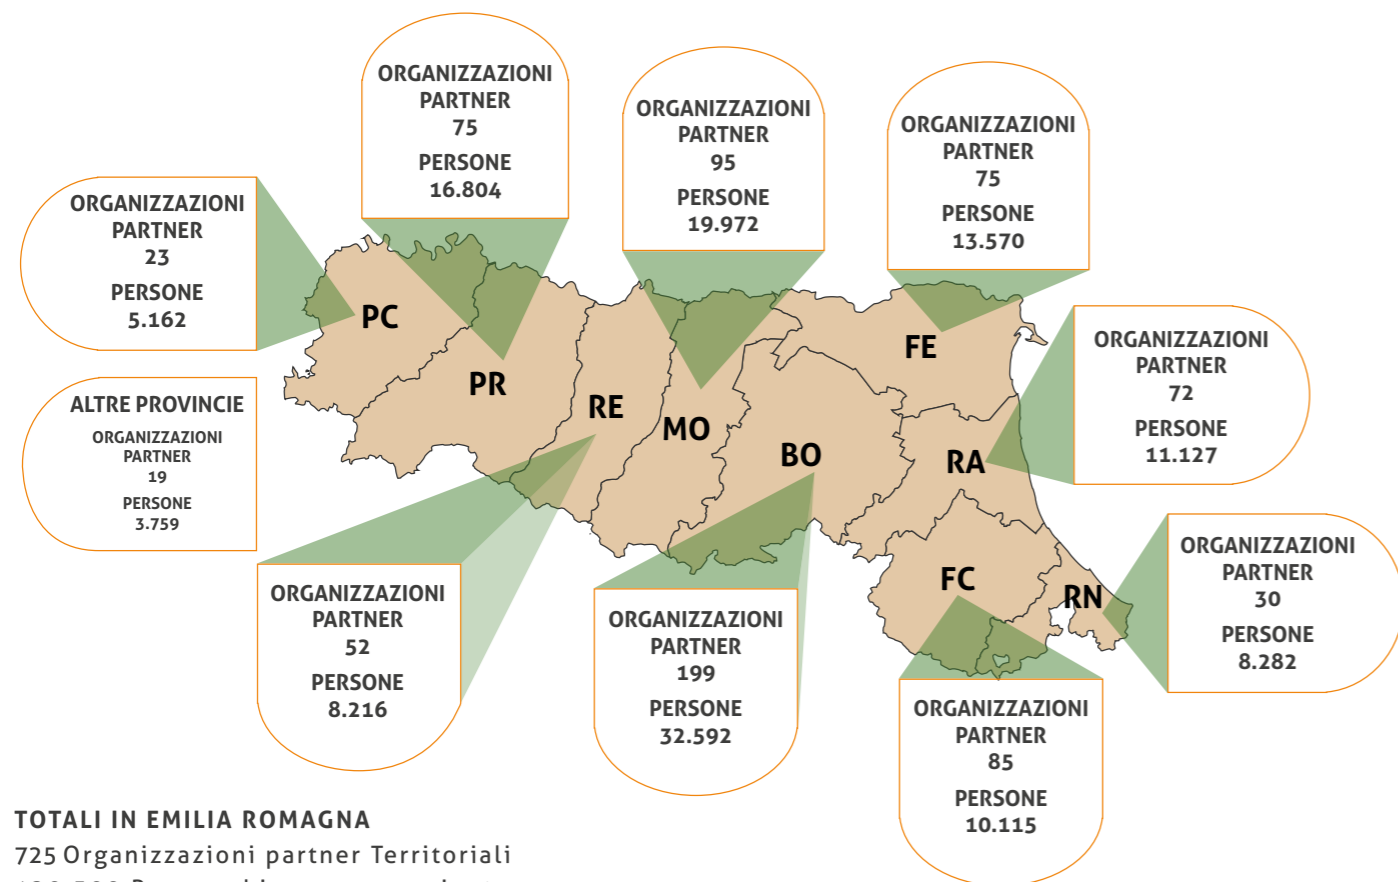 ORGANIZZAZIONI
PARTNER
75
PERSONE
16.804
ORGANIZZAZIONI
PARTNER
95
PERSONE
19.972
ORGANIZZAZIONI
PARTNER
75
PERSONE
13.570
ORGANIZZAZIONI
PARTNER
23
PERSONE
5.162
ALTRE PROVINCIE
ORGANIZZAZIONI
PARTNER
19
PERSONE
3.759
PC
PR
RE
MO
BO
FE
RA
FC
RN
ORGANIZZAZIONI
PARTNER
72
PERSONE
11.127
ORGANIZZAZIONI
PARTNER
30
PERSONE
8.282
ORGANIZZAZIONI
PARTNER
52
PERSONE
8.216
ORGANIZZAZIONI
PARTNER
199
PERSONE
32.592
ORGANIZZAZIONI
PARTNER
85
PERSONE
10.115
TOTALI IN EMILIA ROMAGNA
725 Organizzazioni partner Territoriali